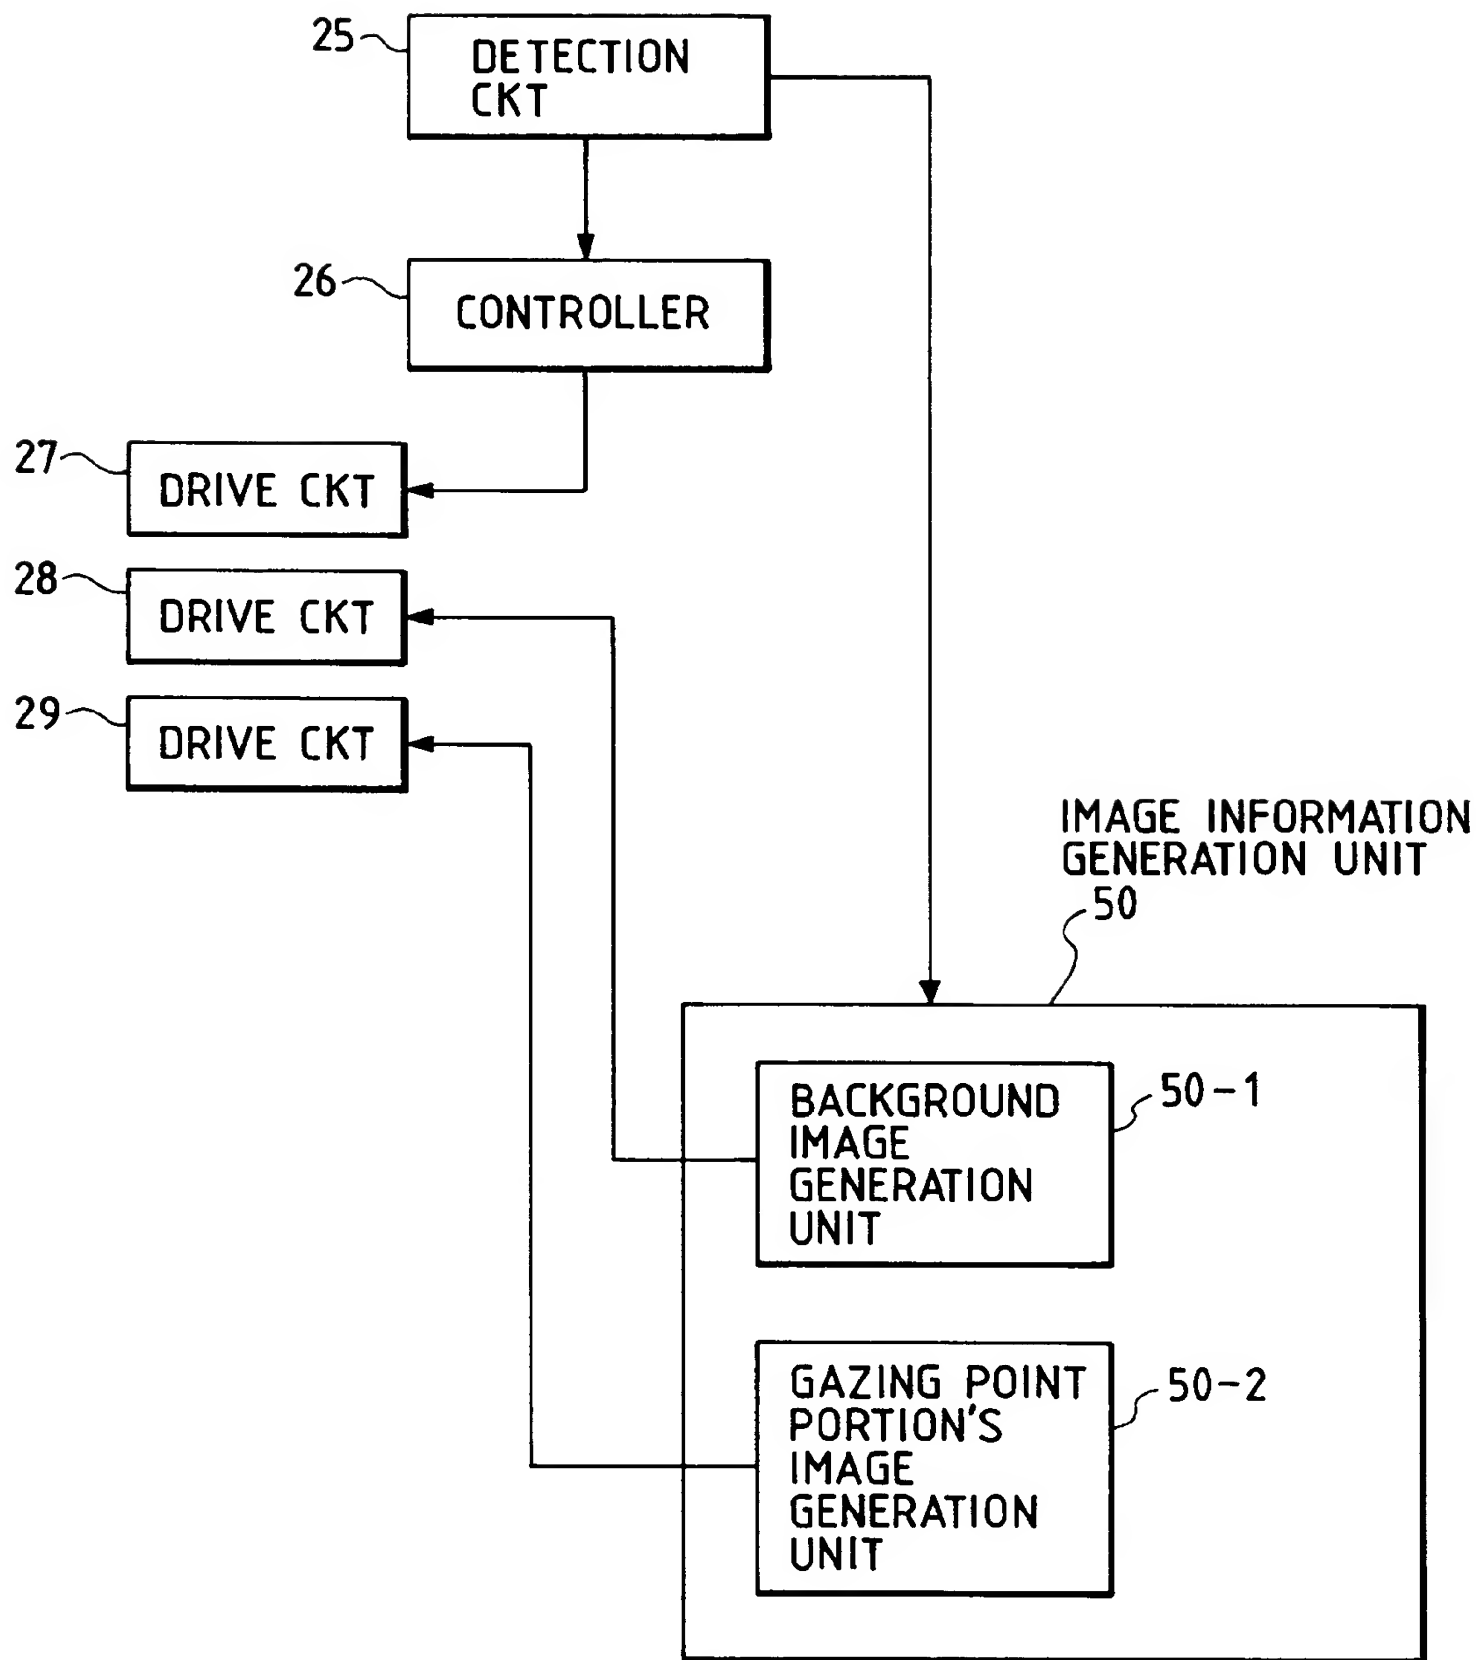 25
DETECTION
CKT
26
CONTROLLER
27
DRIVE CKT
28
DRIVE CKT
29
DRIVE CKT
IMAGE INFORMATION
GENERATION UNIT
50
BACKGROUND
IMAGE
GENERATION
UNIT
50-1
GAZING POINT
PORTION'S
IMAGE
GENERATION
UNIT
50-2